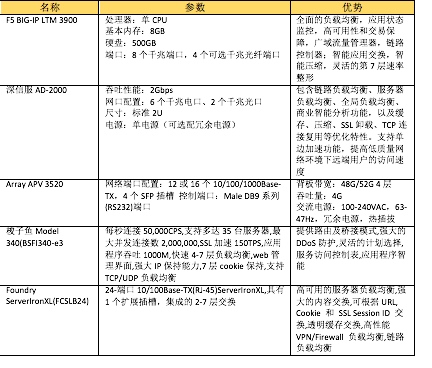 名称 参数 优势
F5 BIG-IP LTM 3900
处理器：单 CPU
基本内存：8GB
硬盘：500GB
端口：8 个千兆端口，4 个可选千兆光纤端口
全面的负载均衡，应用状态
监控，高可用性和交易保
障，广域流量管理器，链路
控制器；智能应用交换，智
能压缩，灵活的第 7 层速率
整形
深信服 AD-2000
吞吐性能：2Gbps
网口配置：6 个千兆电口、2 个千兆光口
尺寸：标准 2U
电源：单电源（可选配冗余电源）
包含链路负载均衡、服务器
负载均衡、全局负载均衡、
商业智能分析功能，以及缓
存、压缩、SSL 卸载、TCP 连
接复用等优化特性。支持单
边加速功能，提高低质量网
络环境下远端用户的访问速
度
Array APV 3520
网络端口配置：12 或 16 个 10/100/1000Base-
TX，4 个 SFP 插槽 控制端口：Male DB9 系列
(RS232)端口
背板带宽：48G/52G 4 层
吞吐量：4G
交流电源：100-240VAC，63-
47Hz，冗余电源，热插拔
梭子鱼 Model
340(BSFI340-e3
每秒连接 50,000CPS,支持多达 35 台服务器,最
大并发连接数 2,000,000,SSL 加速 150TPS,应用
程序吞吐 1000M,快速 4-7 层负载均衡,web 管
理界面,强大 IP 保持能力,7 层 cookie 保持,支持
TCP/UDP 负载均衡
提供路由及桥接模式,强大的
DDoS 防护,灵活的计划选择,
服务访问控制表,应用程序智
能
Foundry
ServerIronXL(FCSLB24)
24-端口 10/100Base-TX(RJ-45)ServerIronXL,具有
1 个扩展插槽，集成的 2-7 层交换
高可用的服务器负载均衡,强
大的内容交换,可根据 URL,
Cookie 和 SSL Session ID 交
换,透明缓存交换,高性能
VPN/Firewall 负载均衡,链路
负载均衡